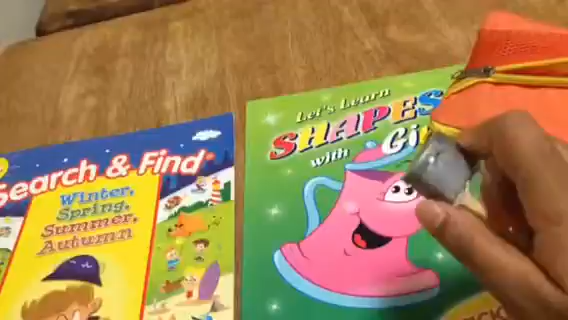 Search & Find
Winter,
Spring,
Summer,
Autumn
Let's Learn
SHAPES
with